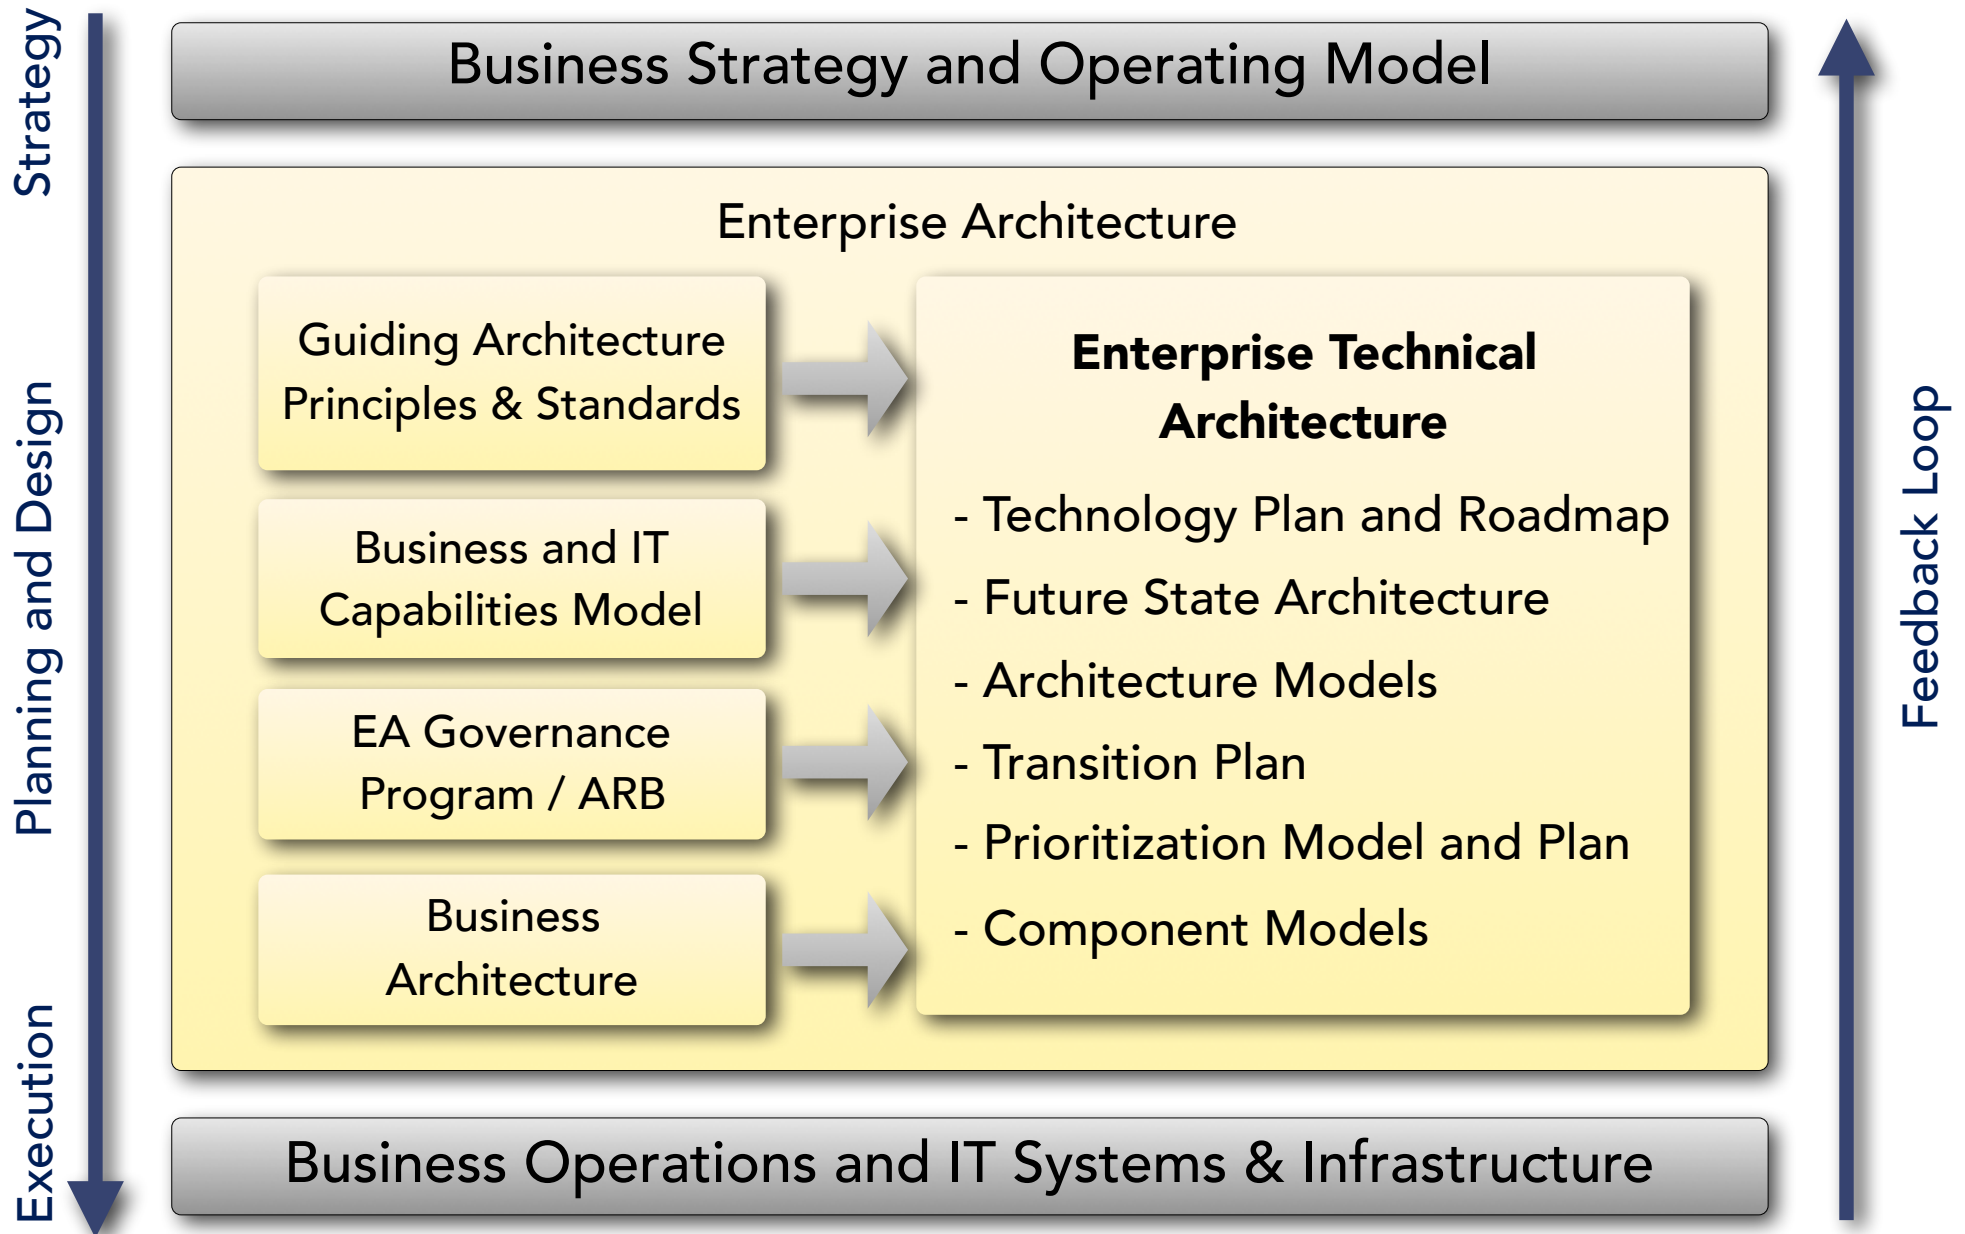 Strategy
Planning and Design
Execution
Business Strategy and Operating Model
Enterprise Architecture
Guiding Architecture
Principles & Standards
Business and IT
Capabilities Model
EA Governance
Program / ARB
Business
Architecture
Enterprise Technical
Architecture
- Technology Plan and Roadmap
- Future State Architecture
- Architecture Models
- Transition Plan
- Prioritization Model and Plan
- Component Models
Business Operations and IT Systems & Infrastructure
Feedback Loop